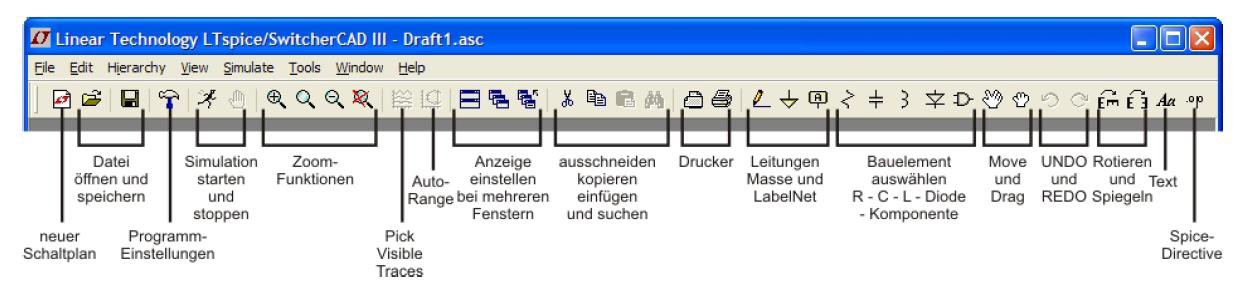 Linear Technology LTspice/SwitcherCAD III - Draft1.asc
File Edit Hierarchy View Simulate Tools Window Help
Aa .op
Datei
öffnen und
speichern
Simulation
starten
und
stoppen
Zoom-
Funktionen
Auto-
Range
Anzeige
einstellen
bei mehreren
Fenstern
ausschneiden
kopieren
einfügen
und suchen
Drucker
Leitungen
Masse und
LabelNet
Bauelement
auswählen
R - C - L - Diode
- Komponente
Move
und
Drag
UNDO
und
REDO
Rotieren
und
Spiegeln
Text
neuer
Schaltplan
Programm-
Einstellungen
Pick
Visible
Traces
Spice-
Directive